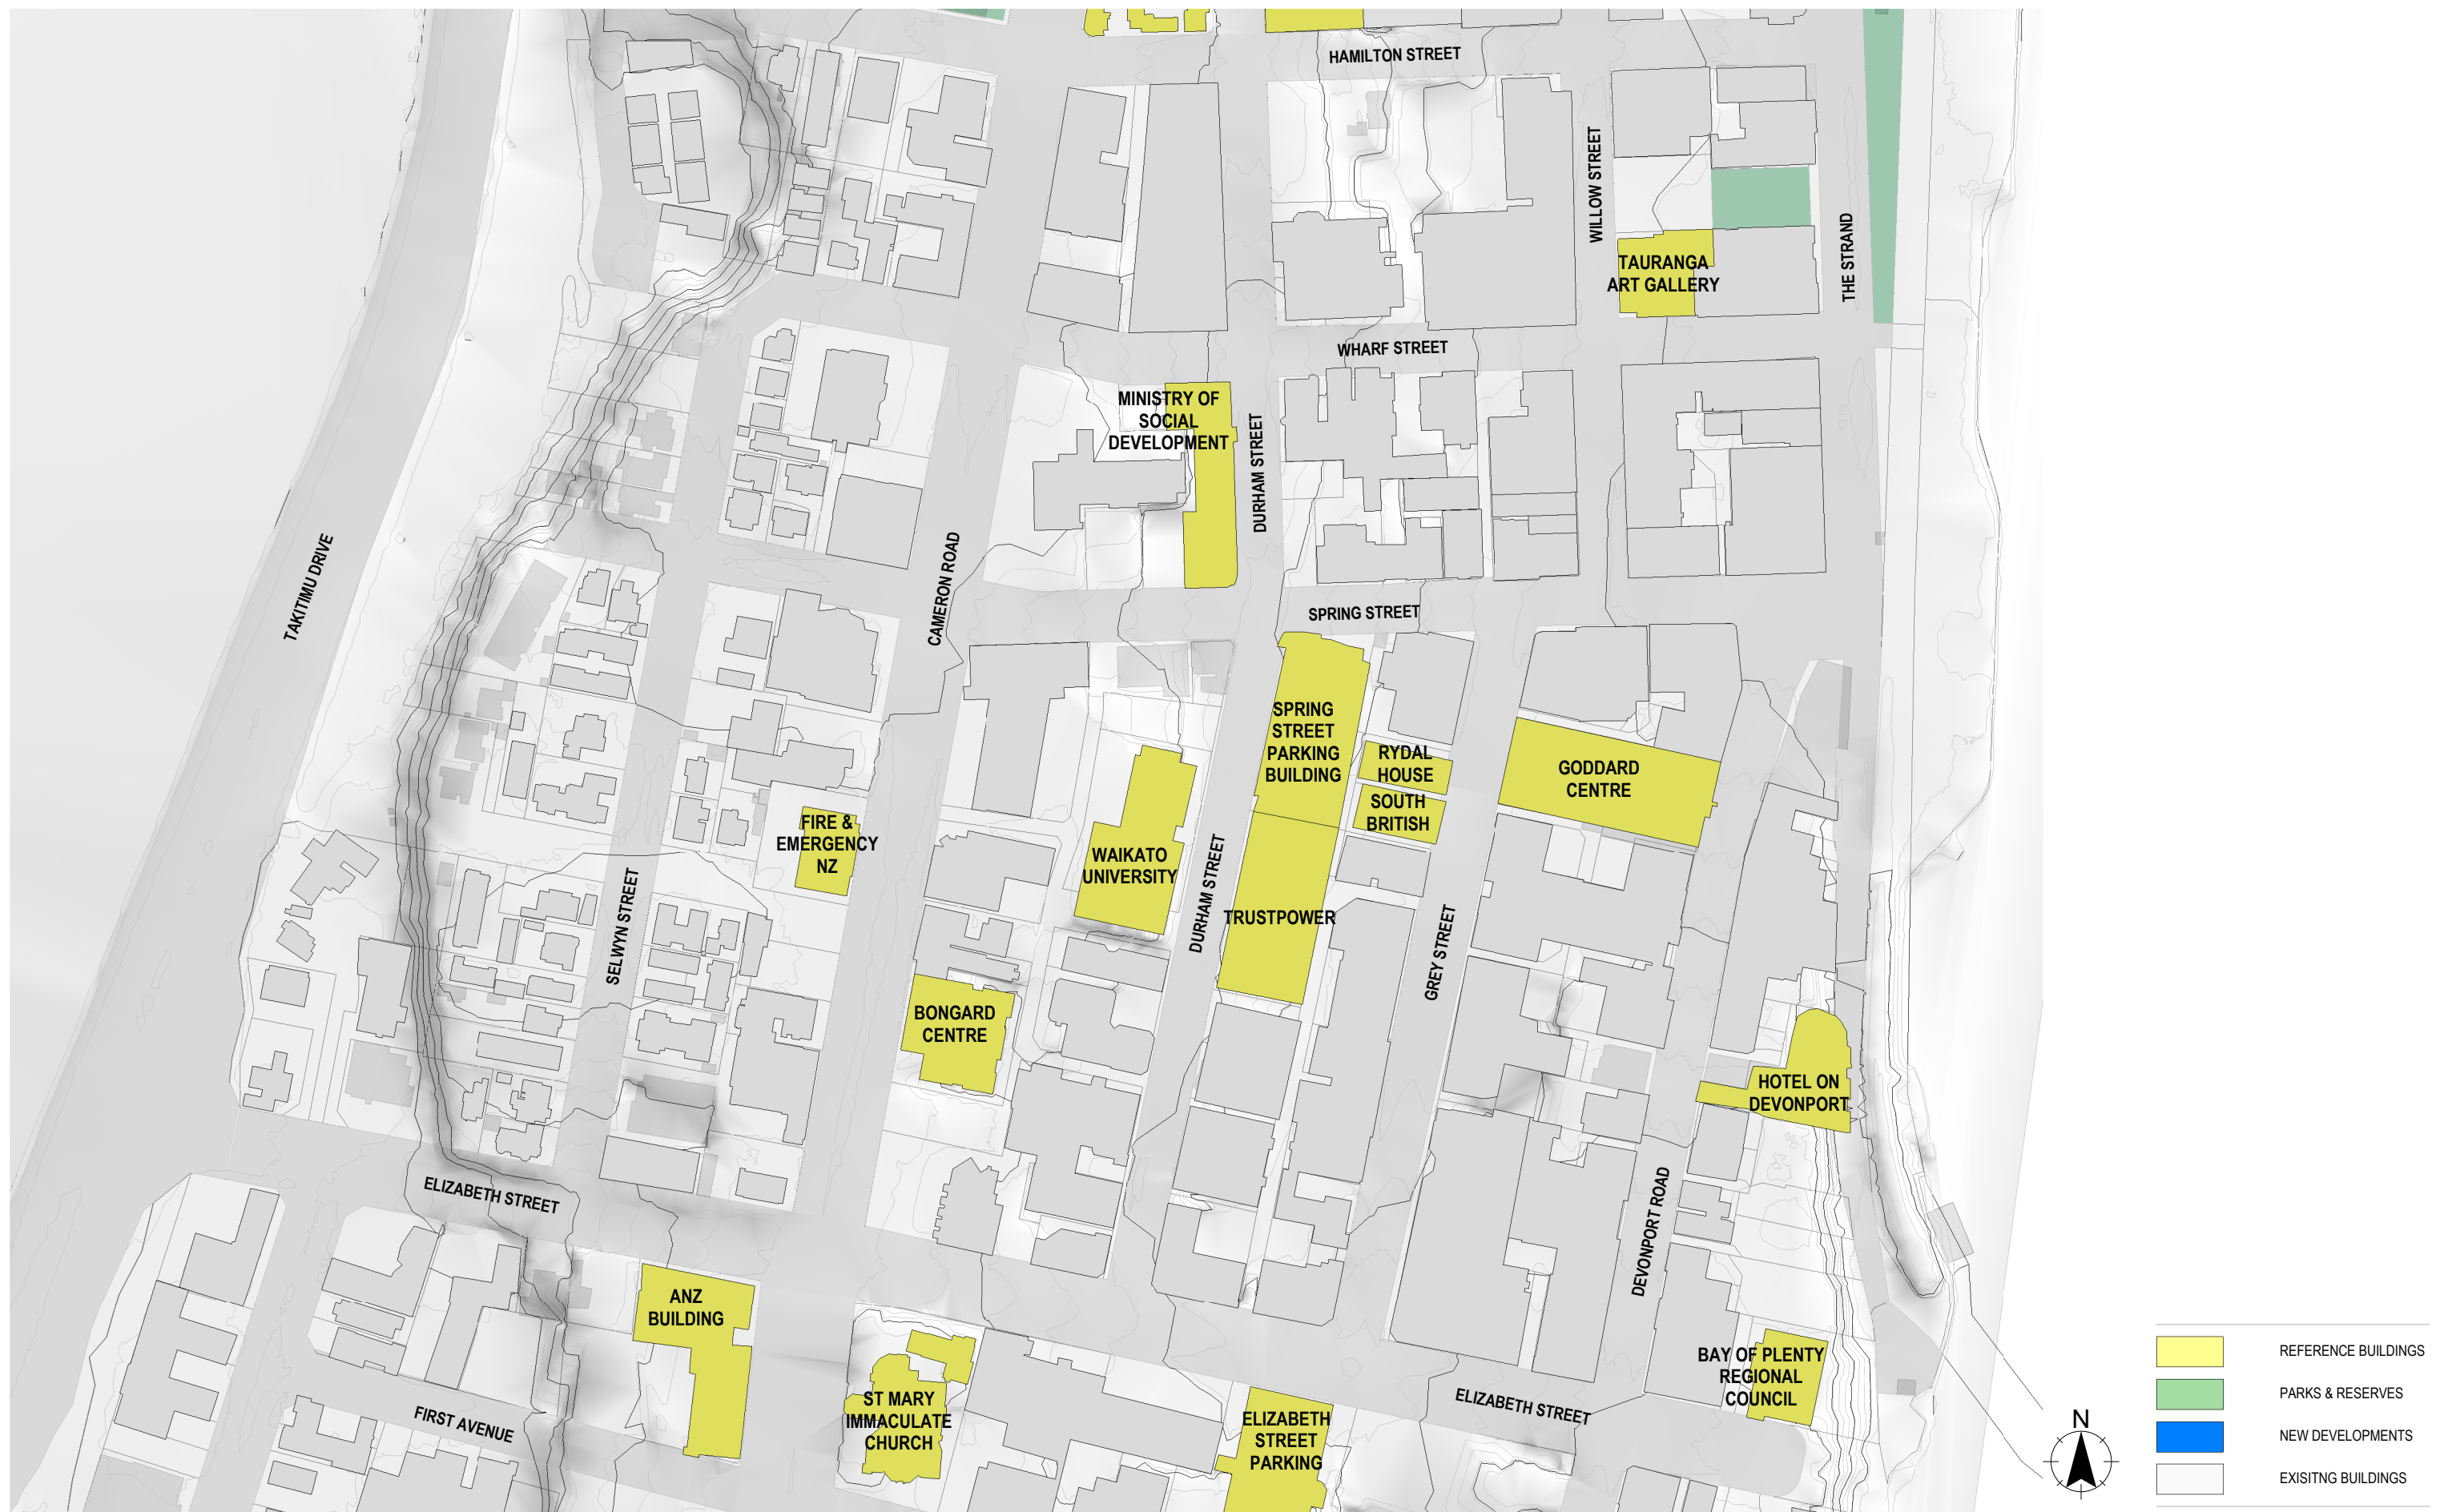 HAMILTON STREET
WILLOW STREET
THE STRAND
TAURANGA
ART GALLERY
WHARF STREET
MINISTRY OF
SOCIAL
DEVELOPMENT
DURHAM STREET
TAKITIMU DRIVE
CAMERON ROAD
SPRING STREET
SPRING
STREET
PARKING
BUILDING
RYDAL
HOUSE
SOUTH
BRITISH
GODDARD
CENTRE
FIRE &
EMERGENCY
NZ
WAIKATO
UNIVERSITY
DURHAM STREET
TRUSTPOWER
SELWYN STREET
GREY STREET
BONGARD
CENTRE
HOTEL ON
DEVONPORT
ELIZABETH STREET
DEVONPORT ROAD
ANZ
BUILDING
BAY OF PLENTY
REGIONAL
COUNCIL
ST MARY
IMMACULATE
CHURCH
FIRST AVENUE
ELIZABETH
STREET
PARKING
ELIZABETH STREET
N
REFERENCE BUILDINGS
PARKS & RESERVES
NEW DEVELOPMENTS
EXISITNG BUILDINGS